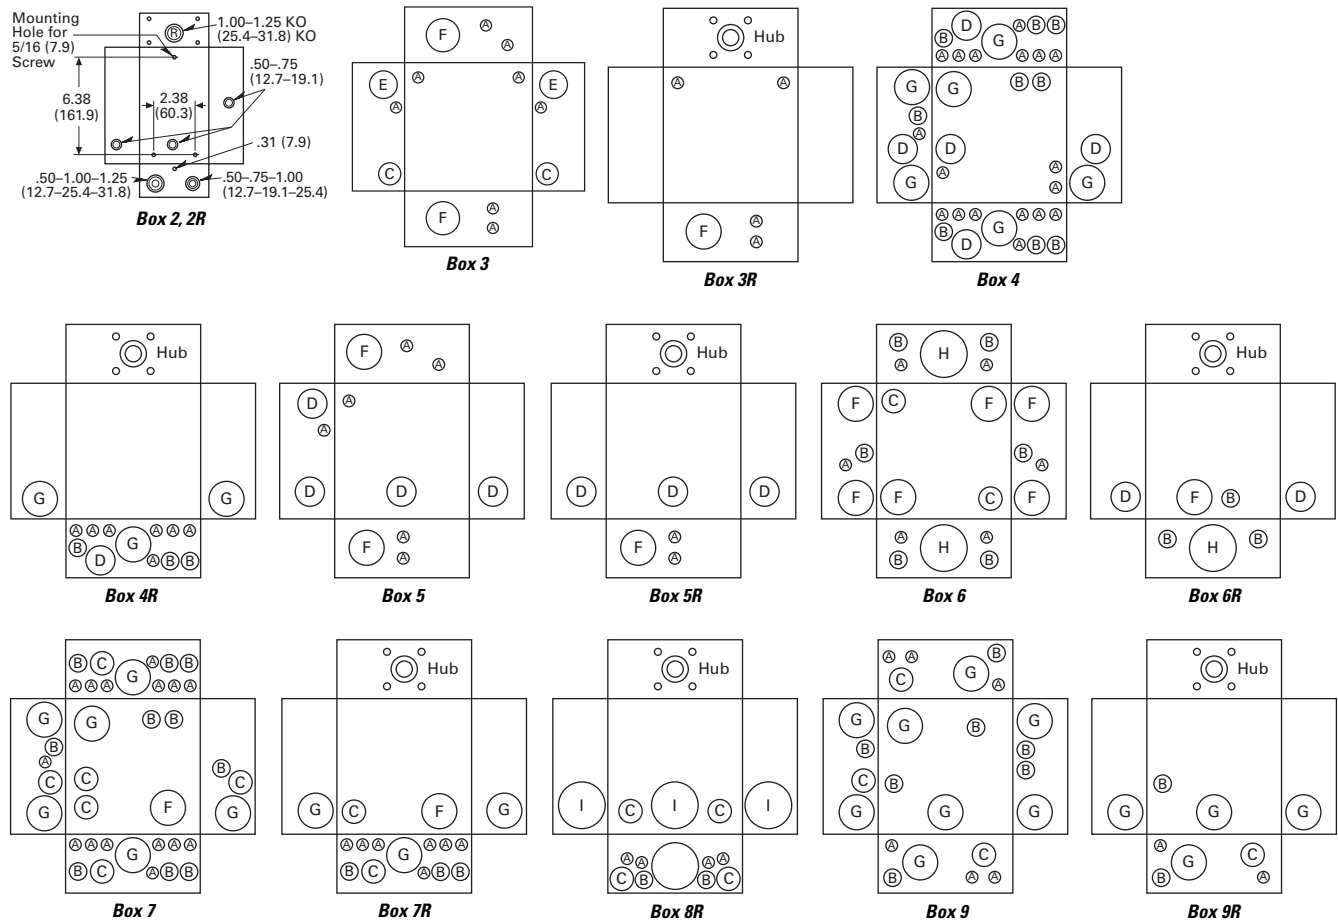 Mounting
Hole for
5/16 (7.9)
Screw
R
1.00–1.25 KO
(25.4–31.8) KO
.50–.75
(12.7–19.1)
6.38
(161.9)
2.38
(60.3)
.31 (7.9)
.50–1.00–1.25
(12.7–25.4–31.8)
.50–.75–1.00
(12.7–19.1–25.4)
Box 2, 2R
F A
A
E A A E
A A
C C
F A
A
Box 3
Hub
A A
F A
A
Box 3R
D A B B
B G
A A A A A A
G G B B
B
A
D D D
A A
G A G
A A A A A A
B G
D A B B
Box 4
Hub
G G
A A A A A A
B G
D A B B
Box 4R
F A
A
D A
A
D D D
F A
A
Box 5
Hub
D D D
F A
A
Box 5R
B H B
A A
F C F F
B B
A A
F F C F
A H A
B B
Box 6
Hub
D F B D
B H B
Box 6R
B C G A B B
A A A A A A
G G B B
B
A B
C C C
G C F G
A A A A A A
G
B C A B B
Box 7
Hub
G C F G
A A A G A A A
B C A B B
Box 7R
Hub
I C I C I
A A A A
C B B C
Box 8R
A A B
C G A
G G B G
B B
C B B
G G G
A C
G
B A A
Box 9
Hub
B
G G G
A C
G
B A
Box 9R